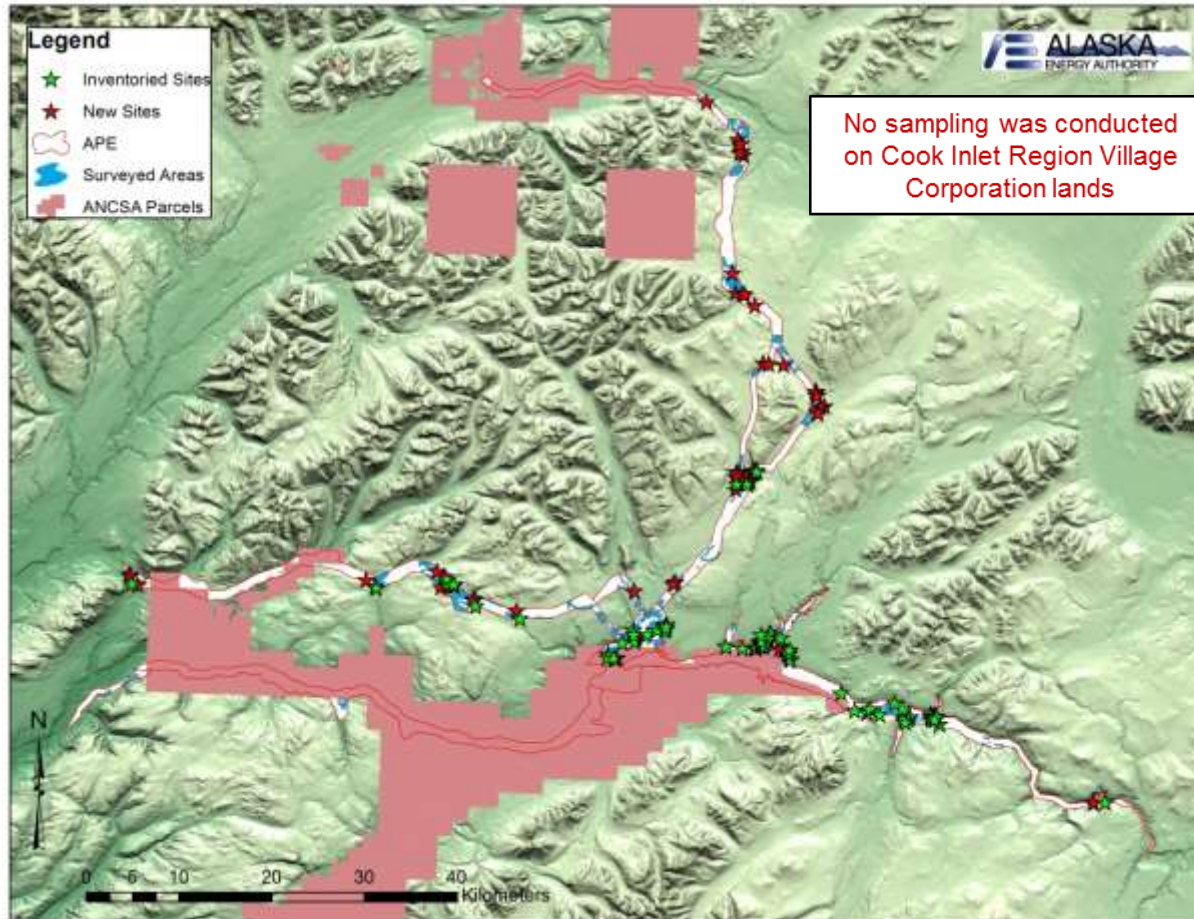 Legend
Inventoried Sites
New Sites
APE
Surveyed Areas
ANCSA Parcels
ALASKA
ENERGY AUTHORITY
No sampling was conducted
on Cook Inlet Region Village
Corporation lands
N
0 5 10 20 30 40
Kilometers